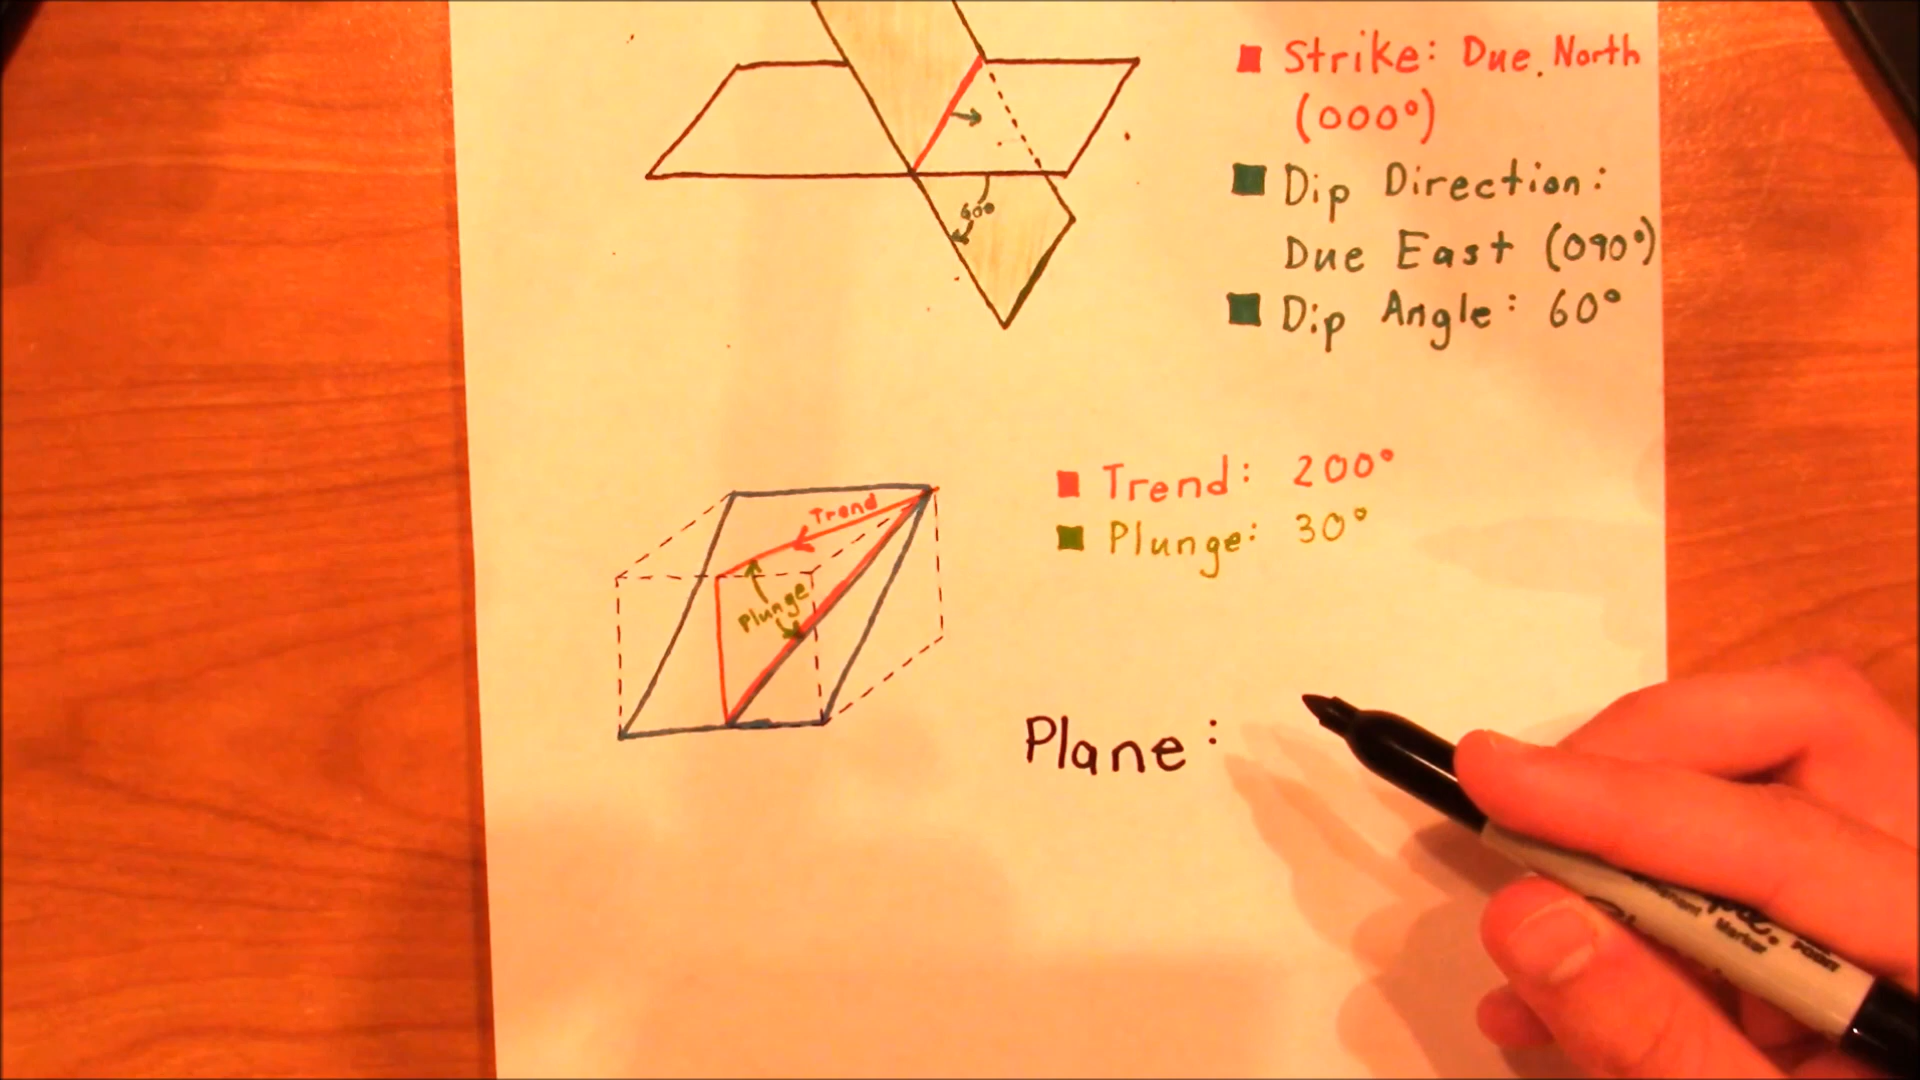 Strike: Due North
(000°)
Dip Direction:
Due East (090°)
Dip Angle: 60°
60°
Trend: 200°
Plunge: 30°
Trend
Plunge
Plane:
Marker